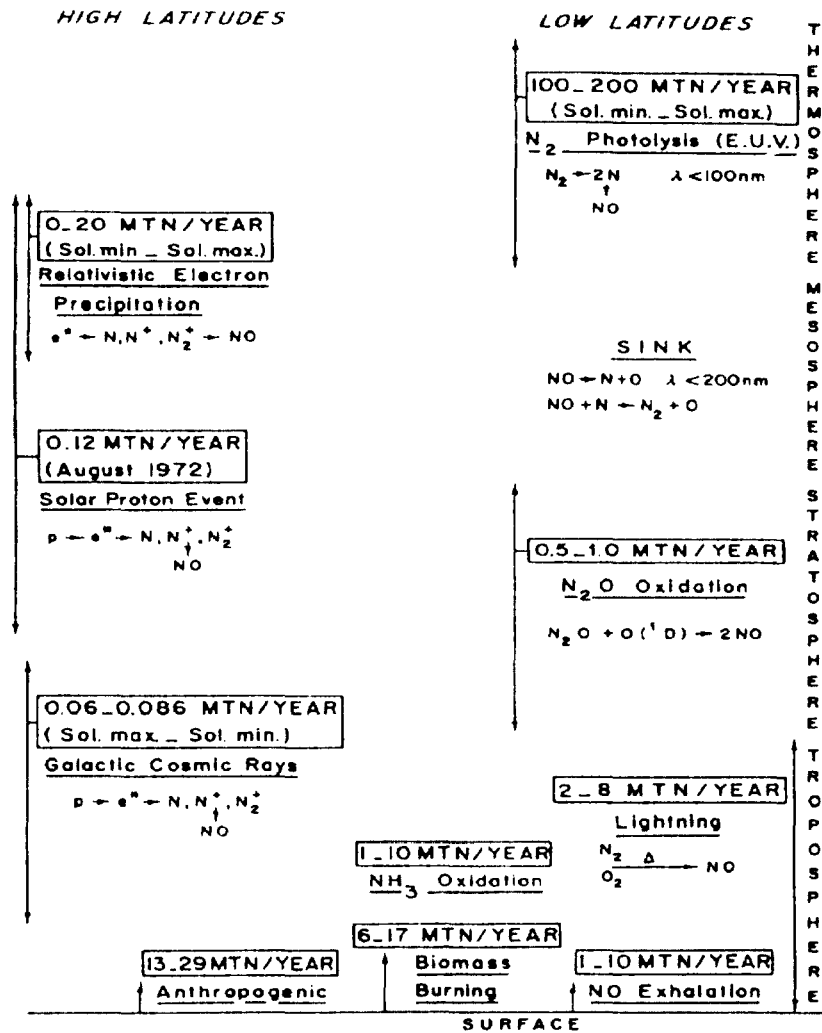 HIGH LATITUDES
LOW LATITUDES
100_200 MTN/YEAR
(Sol. min. _ Sol. max.)
N2 Photolysis (E.U.V.)
N2 → 2N λ <100nm
↓
NO
0_20 MTN/YEAR
(Sol. min _ Sol. max.)
Relativistic Electron
Precipitation
e* → N, N+, N2+ → NO
SINK
NO → N+O λ <200nm
NO + N → N2 + O
0.12 MTN/YEAR
(August 1972)
Solar Proton Event
p → e* → N, N+, N2+
↓
NO
0.5_1.0 MTN/YEAR
N2O Oxidation
N2O + O(1D) → 2NO
0.06_0.086 MTN/YEAR
(Sol. max. _ Sol. min.)
Galactic Cosmic Rays
p → e* → N, N+, N2+
↓
NO
2_8 MTN/YEAR
Lightning
N2 Δ
O2 → NO
1_10 MTN/YEAR
NH3 Oxidation
6_17 MTN/YEAR
Biomass
Burning
13_29 MTN/YEAR
Anthropogenic
1_10 MTN/YEAR
NO Exhalation
SURFACE
THERMOSPHERE
MESOSPHERE
STRATOSPHERE
TROPOSPHERE